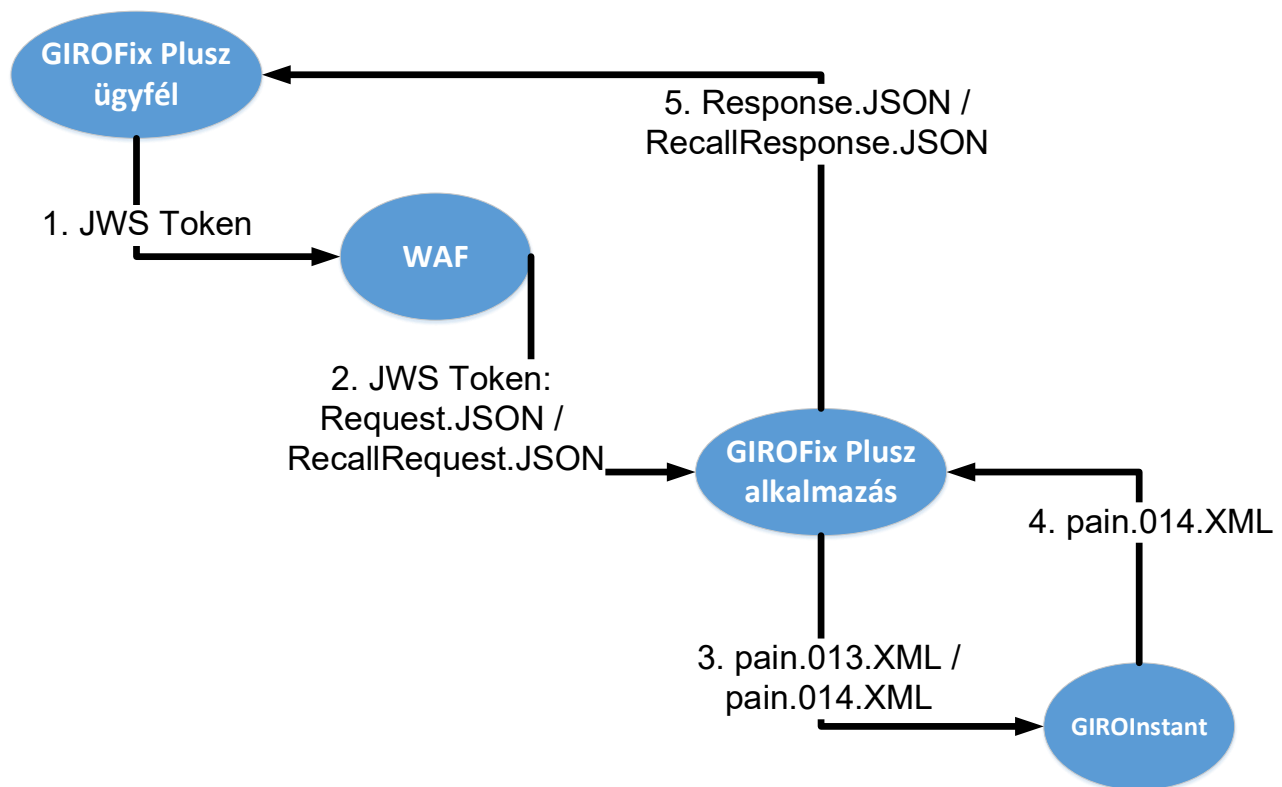 GIROFix Plusz
ügyfél
5. Response.JSON /
RecallResponse.JSON
1. JWS Token
WAF
2. JWS Token:
Request.JSON /
RecallRequest.JSON
GIROFix Plusz
alkalmazás
4. pain.014.XML
3. pain.013.XML /
pain.014.XML
GIROInstant